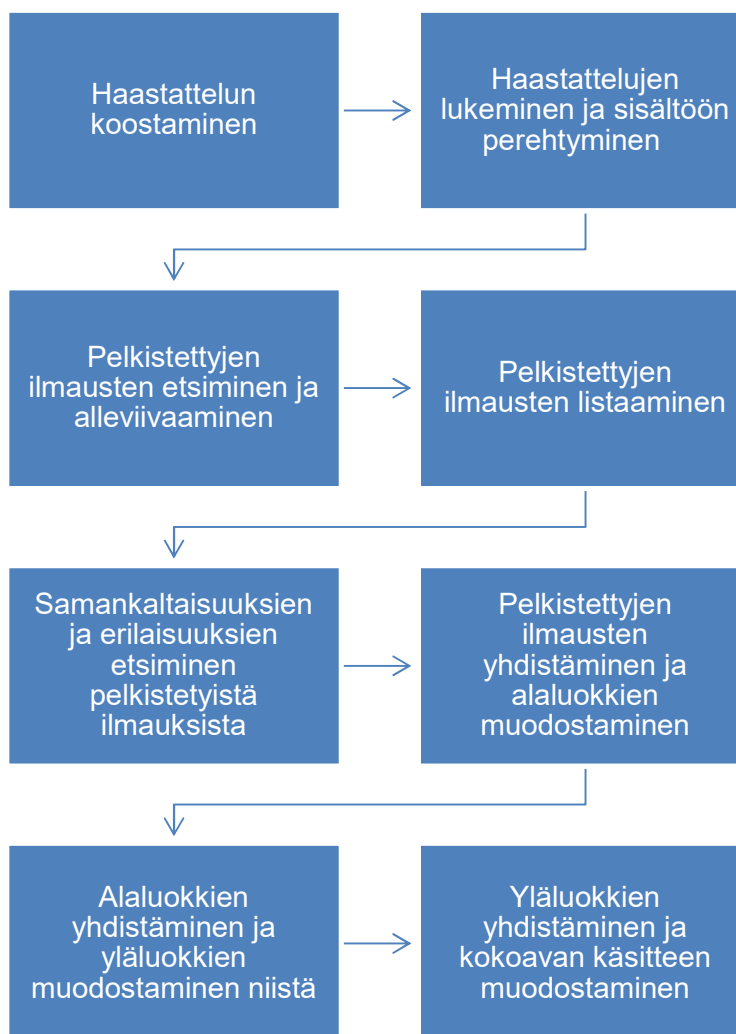 Haastattelun
koostaminen
Haastattelujen
lukeminen ja sisältöön
perehtyminen
Pelkistettyjen
ilmausten etsiminen ja
alleviivaaminen
Pelkistettyjen
ilmausten listaaminen
Samankaltaisuuksien
ja erilaisuuksien
etsiminen
pelkistetyistä
ilmauksista
Pelkistettyjen
ilmausten
yhdistäminen ja
alaluokkien
muodostaminen
Alaluokkien
yhdistäminen ja
yläluokkien
muodostaminen niistä
Yläluokkien
yhdistäminen ja
kokoavan käsitteen
muodostaminen